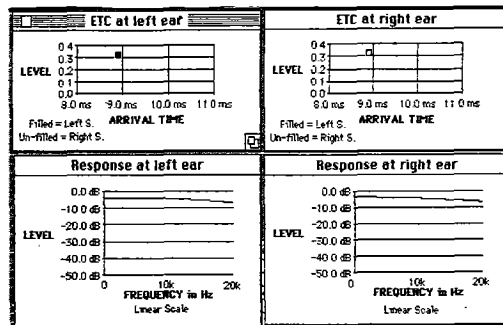 ETC at left ear
LEVEL
0.4
0.3
0.2
0.1
0.0
8.0 ms 9.0 ms 10.0 ms 11.0 ms
ARRIVAL TIME
Filled = Left S.
Un-filled = Right S.
ETC at right ear
LEVEL
0.4
0.3
0.2
0.1
0.0
8.0 ms 9.0 ms 10.0 ms 11.0 ms
ARRIVAL TIME
Filled = Left S.
Un-filled = Right S.
Response at left ear
LEVEL
0.0 dB
-10.0 dB
-20.0 dB
-30.0 dB
-40.0 dB
-50.0 dB
0 10k 20k
FREQUENCY in Hz
Linear Scale
Response at right ear
LEVEL
0.0 dB
-10.0 dB
-20.0 dB
-30.0 dB
-40.0 dB
-50.0 dB
0 10k 20k
FREQUENCY in Hz
Linear Scale